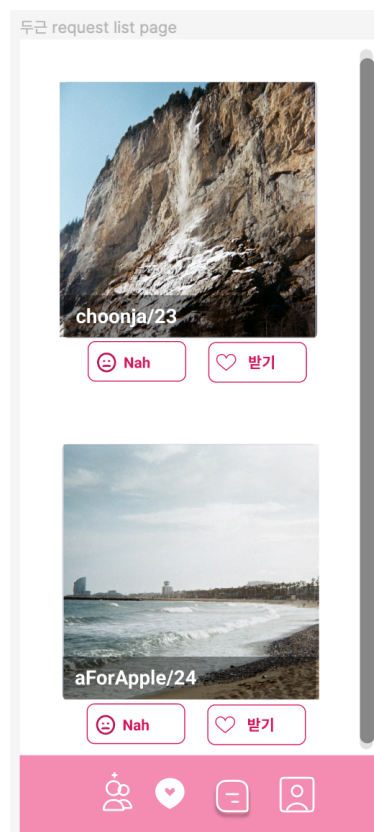 두근 request list page
choonja/23
Nah
받기
aForApple/24
Nah
받기